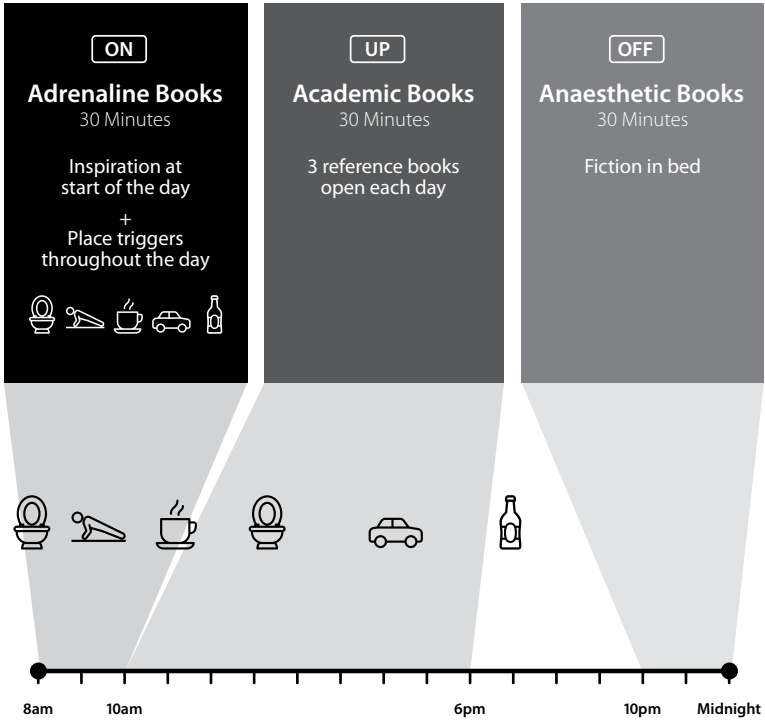 ON
Adrenaline Books
30 Minutes
Inspiration at
start of the day
+
Place triggers
throughout the day
UP
Academic Books
30 Minutes
3 reference books
open each day
OFF
Anaesthetic Books
30 Minutes
Fiction in bed
8am
10am
6pm
10pm
Midnight